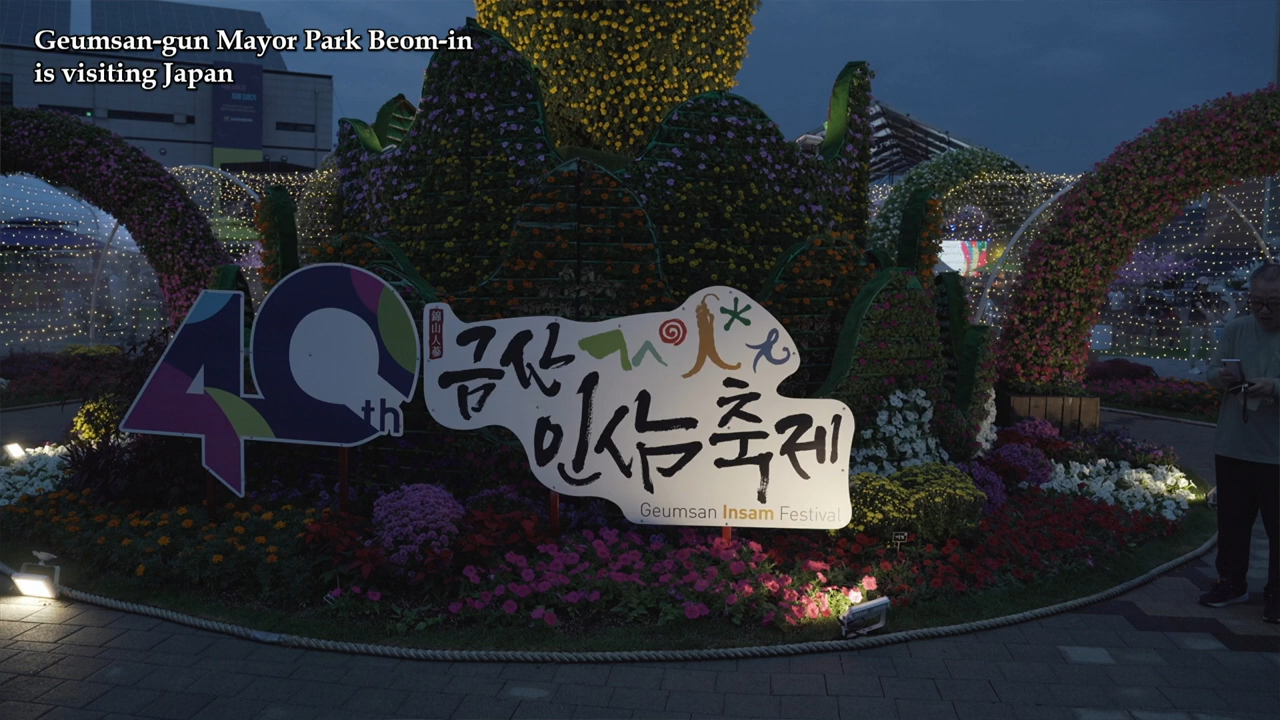 Geumsan-gun Mayor Park Beom-in
is visiting Japan
40th
錦山人蔘
금산
인삼축제
Geumsan Insam Festival